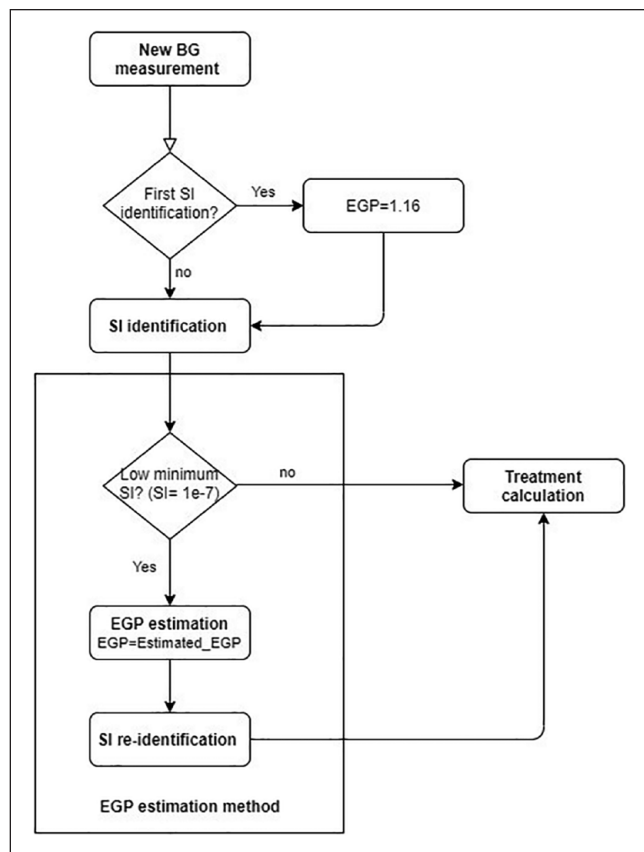 New BG
measurement
First SI
identification?
Yes
EGP=1.16
no
SI identification
Low minimum
SI? (SI= 1e-7)
no
Treatment
calculation
Yes
EGP estimation
EGP=Estimated_EGP
SI re-identification
EGP estimation method